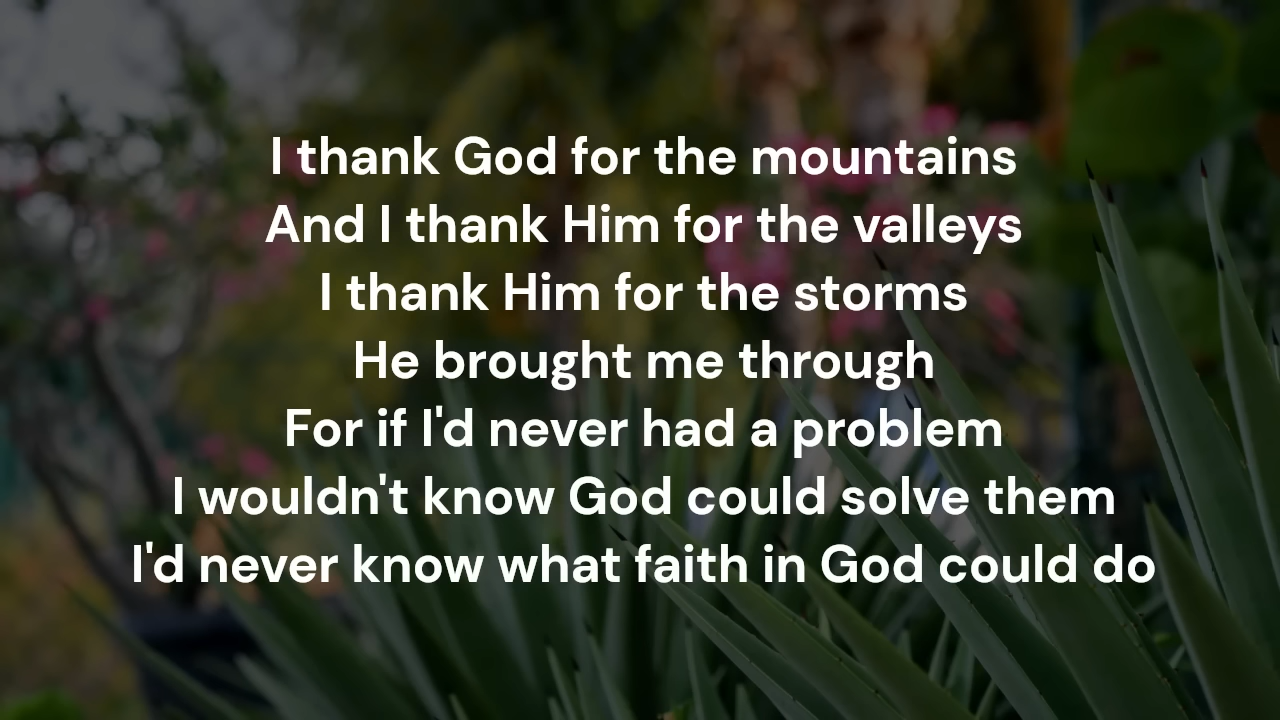 I thank God for the mountains
And I thank Him for the valleys
I thank Him for the storms
He brought me through
For if I'd never had a problem
I wouldn't know God could solve them
I'd never know what faith in God could do